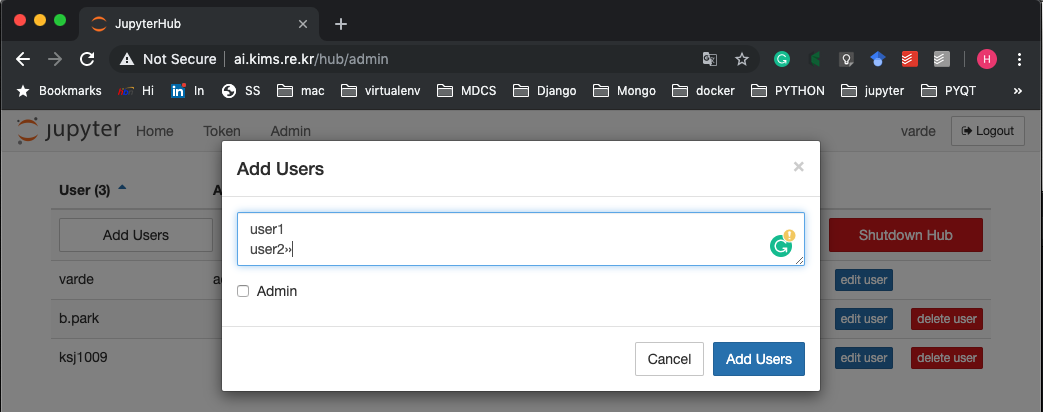 JupyterHub
Not Secure | ai.kims.re.kr/hub/admin
H
Bookmarks Hi in In SS mac virtualenv MDCS Django Mongo docker PYTHON jupyter PYQT »
jupyter Home Token Admin varde Logout
Add Users ×
User (3) A
user1
user2»
Add Users Shutdown Hub
varde a edit user
Admin
b.park edit user delete user
ksj1009 edit user delete user
Cancel Add Users